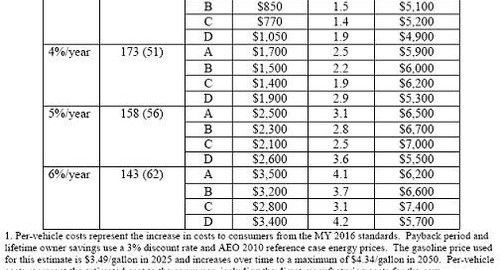 B $850 1.5 $5,100
C $770 1.4 $5,200
D $1,050 1.9 $4,900
4%/year 173 (51) A $1,700 2.5 $5,900
B $1,500 2.2 $6,000
C $1,400 1.9 $6,200
D $1,900 2.9 $5,300
5%/year 158 (56) A $2,500 3.1 $6,500
B $2,300 2.8 $6,700
C $2,100 2.5 $7,000
D $2,600 3.6 $5,500
6%/year 143 (62) A $3,500 4.1 $6,200
B $3,200 3.7 $6,600
C $2,800 3.1 $7,400
D $3,400 4.2 $5,700
1. Per-vehicle costs represent the increase in costs to consumers from the MY 2016 standards. Payback period and
lifetime owner savings use a 3% discount rate and AEO 2010 reference case energy prices. The gasoline price used
for this estimate is $3.49/gallon in 2025 and increases over time to a maximum of $4.34/gallon in 2050. Per-vehicle